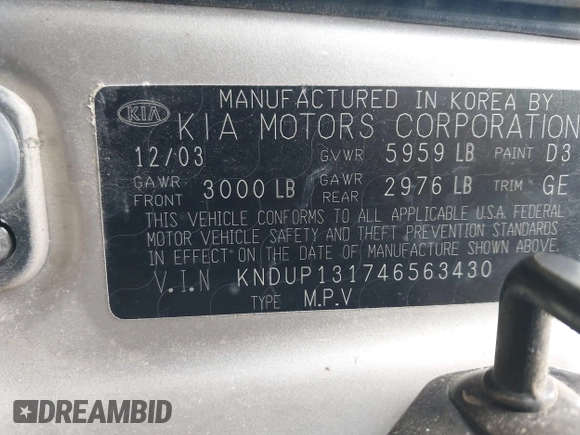 MANUFACTURED IN KOREA BY
KIA KIA MOTORS CORPORATION
12/03 GVWR 5959 LB PAINT D3
GAWR FRONT 3000 LB GAWR REAR 2976 LB TRIM GE
THIS VEHICLE CONFORMS TO ALL APPLICABLE U.S.A. FEDERAL
MOTOR VEHICLE SAFETY AND THEFT PREVENTION STANDARDS
IN EFFECT ON THE DATE OF MANUFACTURE SHOWN ABOVE.
V.I.N KNDUP131746563430
TYPE M.P.V
DREAMBID